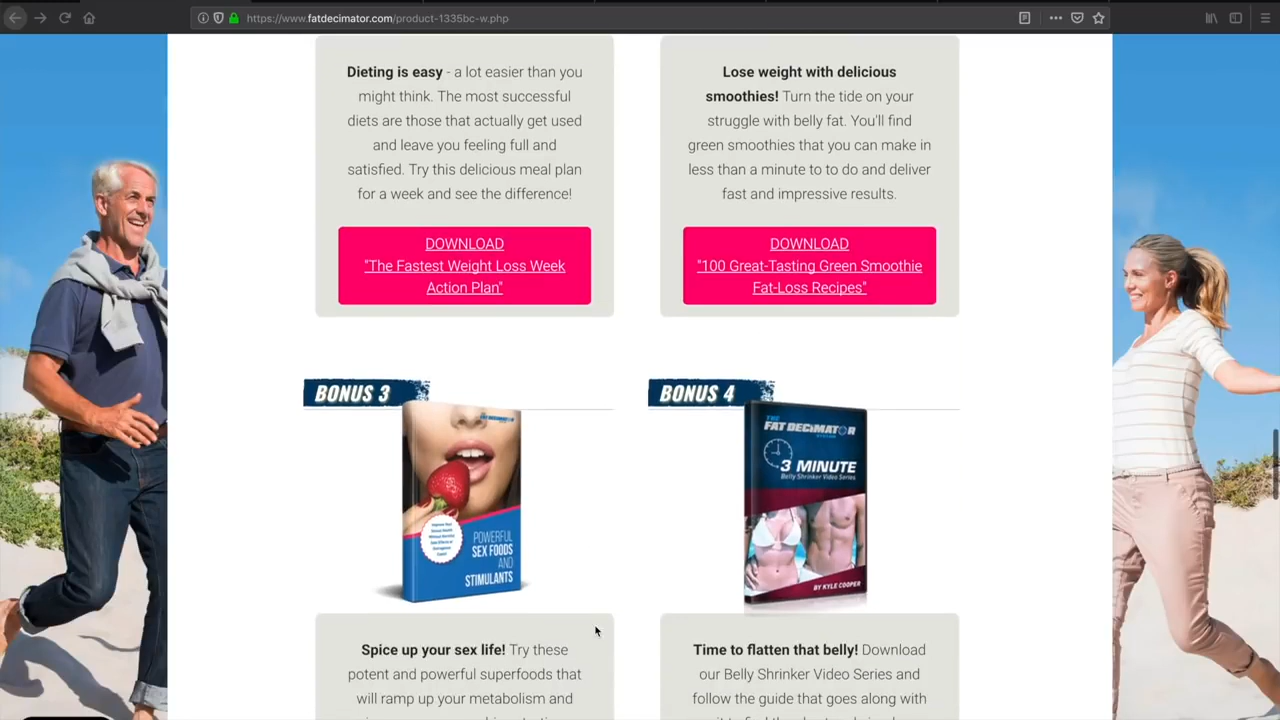 https://www.fatdecimator.com/product-1335bc-w.php
Dieting is easy - a lot easier than you
might think. The most successful
diets are those that actually get used
and leave you feeling full and
satisfied. Try this delicious meal plan
for a week and see the difference!
DOWNLOAD
"The Fastest Weight Loss Week
Action Plan"
Lose weight with delicious
smoothies! Turn the tide on your
struggle with belly fat. You'll find
green smoothies that you can make in
less than a minute to to do and deliver
fast and impressive results.
DOWNLOAD
"100 Great-Tasting Green Smoothie
Fat-Loss Recipes"
BONUS 3
POWERFUL
SEX FOODS
AND
STIMULANTS
Spice up your sex life! Try these
potent and powerful superfoods that
will ramp up your metabolism and
BONUS 4
THE
FAT DECIMATOR
SYSTEM
3 MINUTE
Belly Shrinker Video Series
BY KYLE COOPER
Time to flatten that belly! Download
our Belly Shrinker Video Series and
follow the guide that goes along with